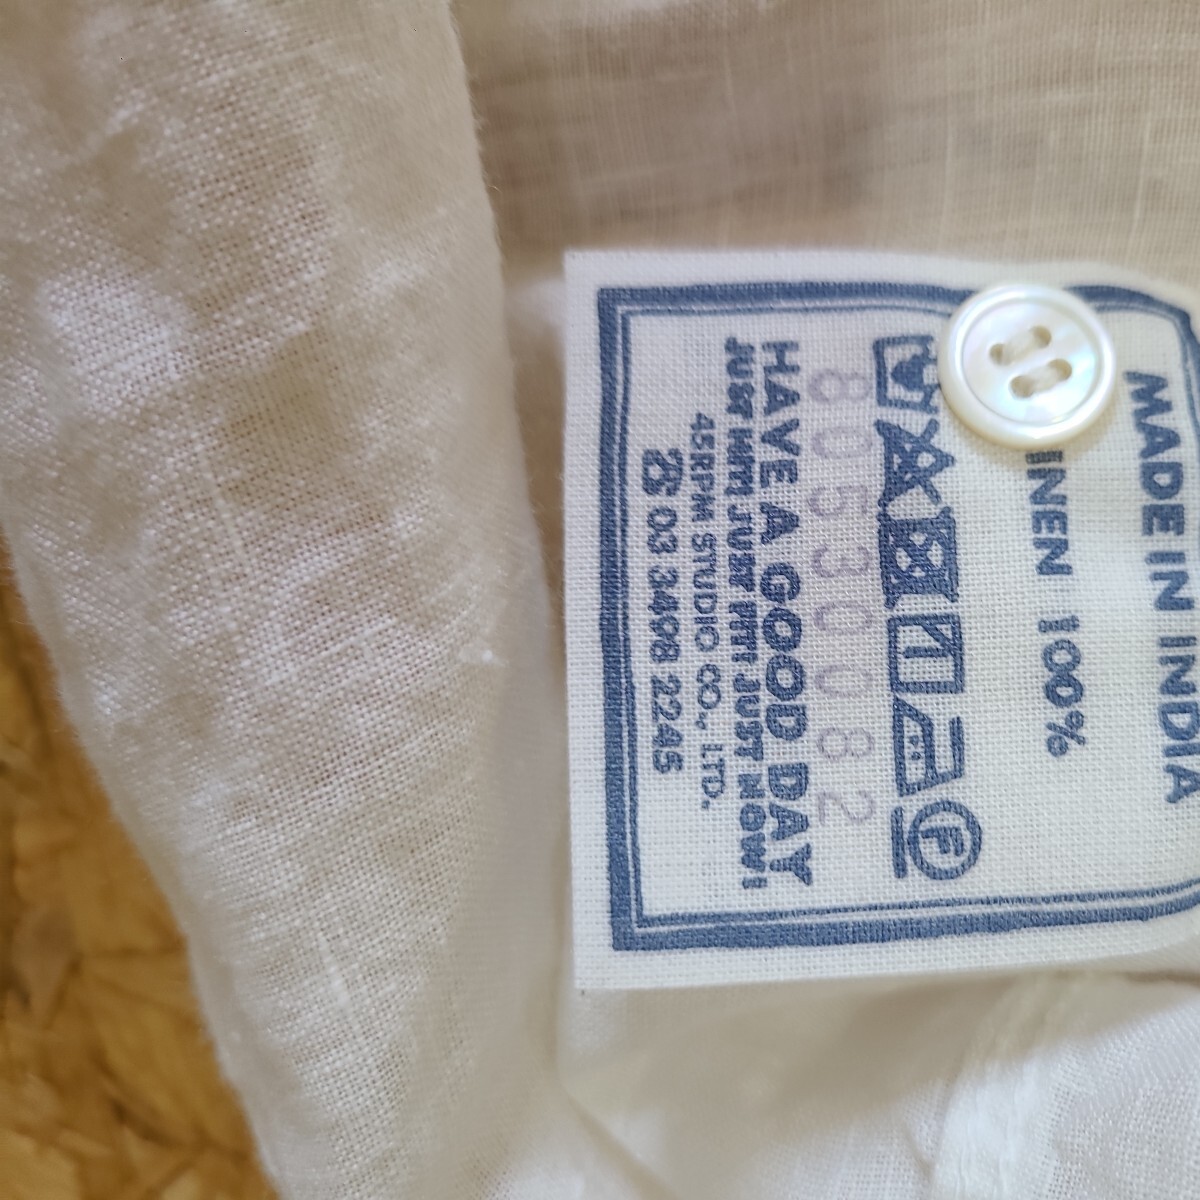 MADE IN INDIA
INEN 100%
F
80530082
HAVE A GOOD DAY
JUST HIT! JUST FIT! JUST NOW!
45RPM STUDIO CO., LTD.
☎ 03 3498 2245